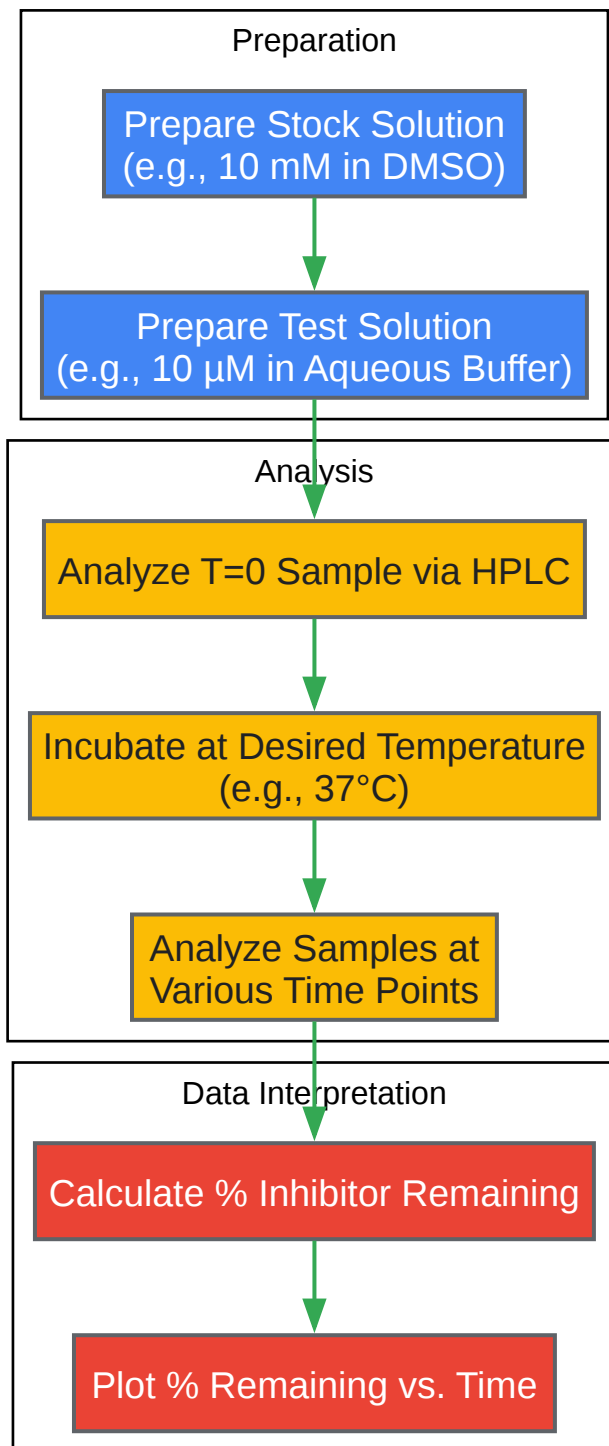 Preparation
Prepare Stock Solution
(e.g., 10 mM in DMSO)
Prepare Test Solution
(e.g., 10 µM in Aqueous Buffer)
Analysis
Analyze T=0 Sample via HPLC
Incubate at Desired Temperature
(e.g., 37°C)
Analyze Samples at
Various Time Points
Data Interpretation
Calculate % Inhibitor Remaining
Plot % Remaining vs. Time